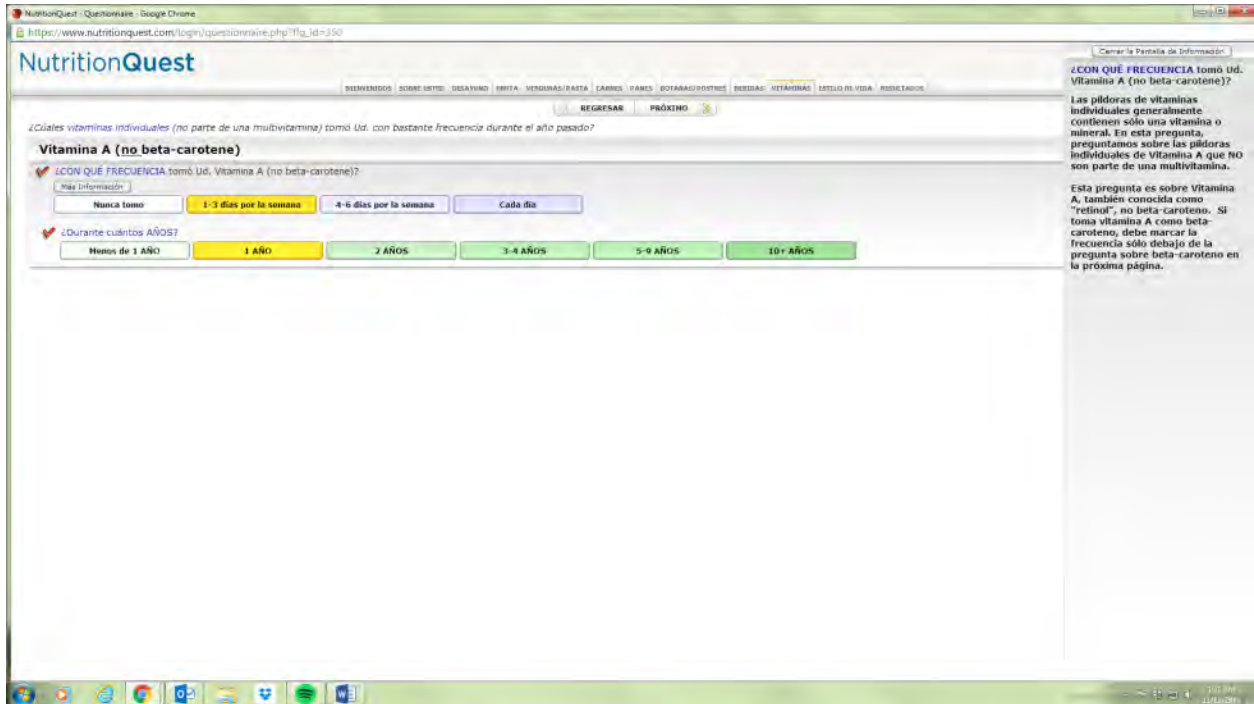 NutritionQuest - Questionnaire - Google Chrome
https://www.nutritionquest.com/login/questionnaire.php?flq_id=350
NutritionQuest
BIENVENIDOS SOBRE USTED DESAYUNO FRUTA VERDURAS/PASTA CARNES PANES BOTANAS/POSTRES BEBIDAS VITAMINAS ESTILO DE VIDA RESULTADOS
REGRESAR PRÓXIMO
¿Cúales vitaminas individuales (no parte de una multivitamina) tomó Ud. con bastante frecuencia durante el año pasado?
Vitamina A (no beta-carotene)
¿CON QUÉ FRECUENCIA tomó Ud. Vitamina A (no beta-carotene)?
Más Información
Nunca tomo 1-3 días por la semana 4-6 días por la semana Cada día
¿Durante cuántos AÑOS?
Menos de 1 AÑO 1 AÑO 2 AÑOS 3-4 AÑOS 5-9 AÑOS 10+ AÑOS
Cerrar la Pantalla de Información
¿CON QUÉ FRECUENCIA tomó Ud.
Vitamina A (no beta-carotene)?
Las píldoras de vitaminas
individuales generalmente
contienen sólo una vitamina o
mineral. En esta pregunta,
preguntamos sobre las píldoras
individuales de Vitamina A que NO
son parte de una multivitamina.
Esta pregunta es sobre Vitamina
A, también conocida como
"retinol", no beta-caroteno. Si
toma vitamina A como beta-
caroteno, debe marcar la
frecuencia sólo debajo de la
pregunta sobre beta-caroteno en
la próxima página.